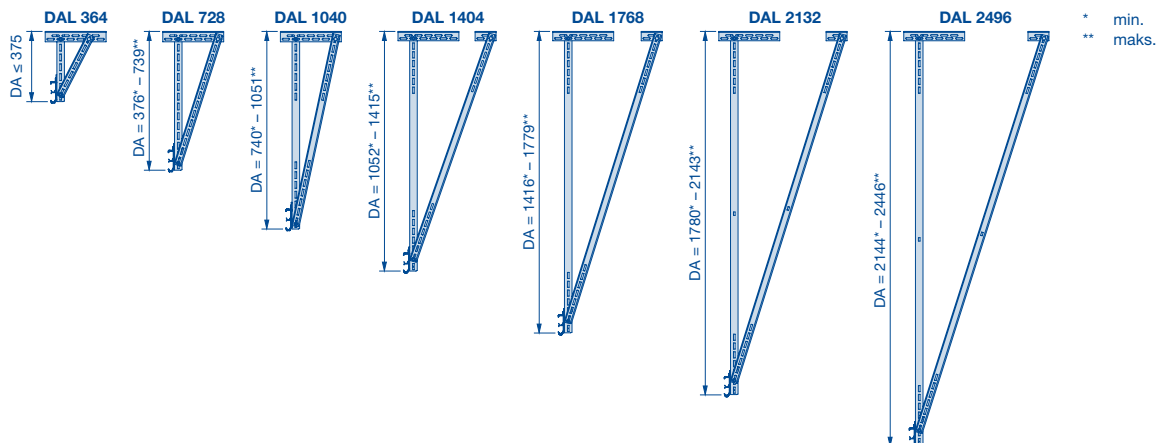 DAL 364
DAL 728
DAL 1040
DAL 1404
DAL 1768
DAL 2132
DAL 2496
* min.
** maks.
DA ≤ 375
DA = 376* – 739**
DA = 740* – 1051**
DA = 1052* – 1415**
DA = 1416* – 1779**
DA = 1780* – 2143**
DA = 2144* – 2446**